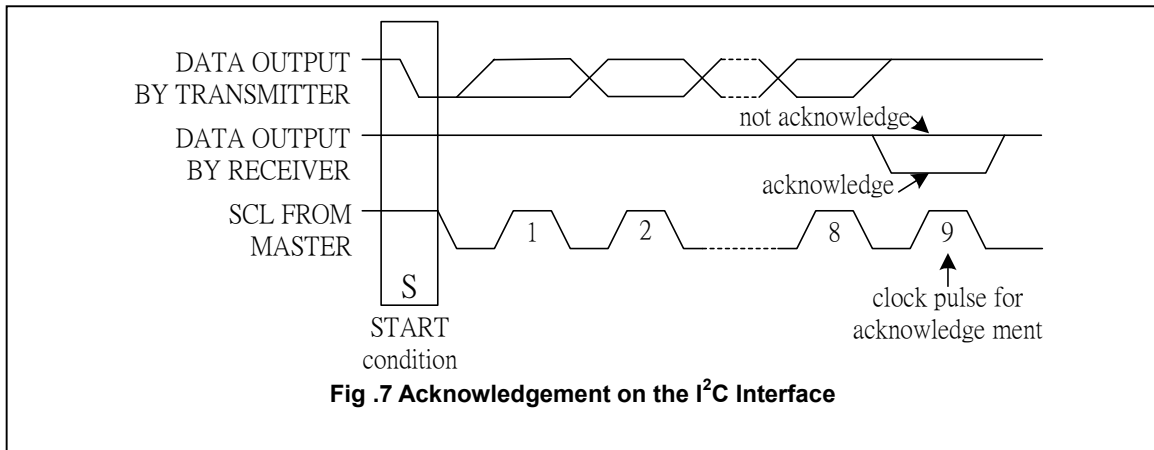 DATA OUTPUT
BY TRANSMITTER
not acknowledge
DATA OUTPUT
BY RECEIVER
acknowledge
SCL FROM
MASTER
1
2
8
9
S
START
condition
clock pulse for
acknowledge ment
Fig .7 Acknowledgement on the I²C Interface